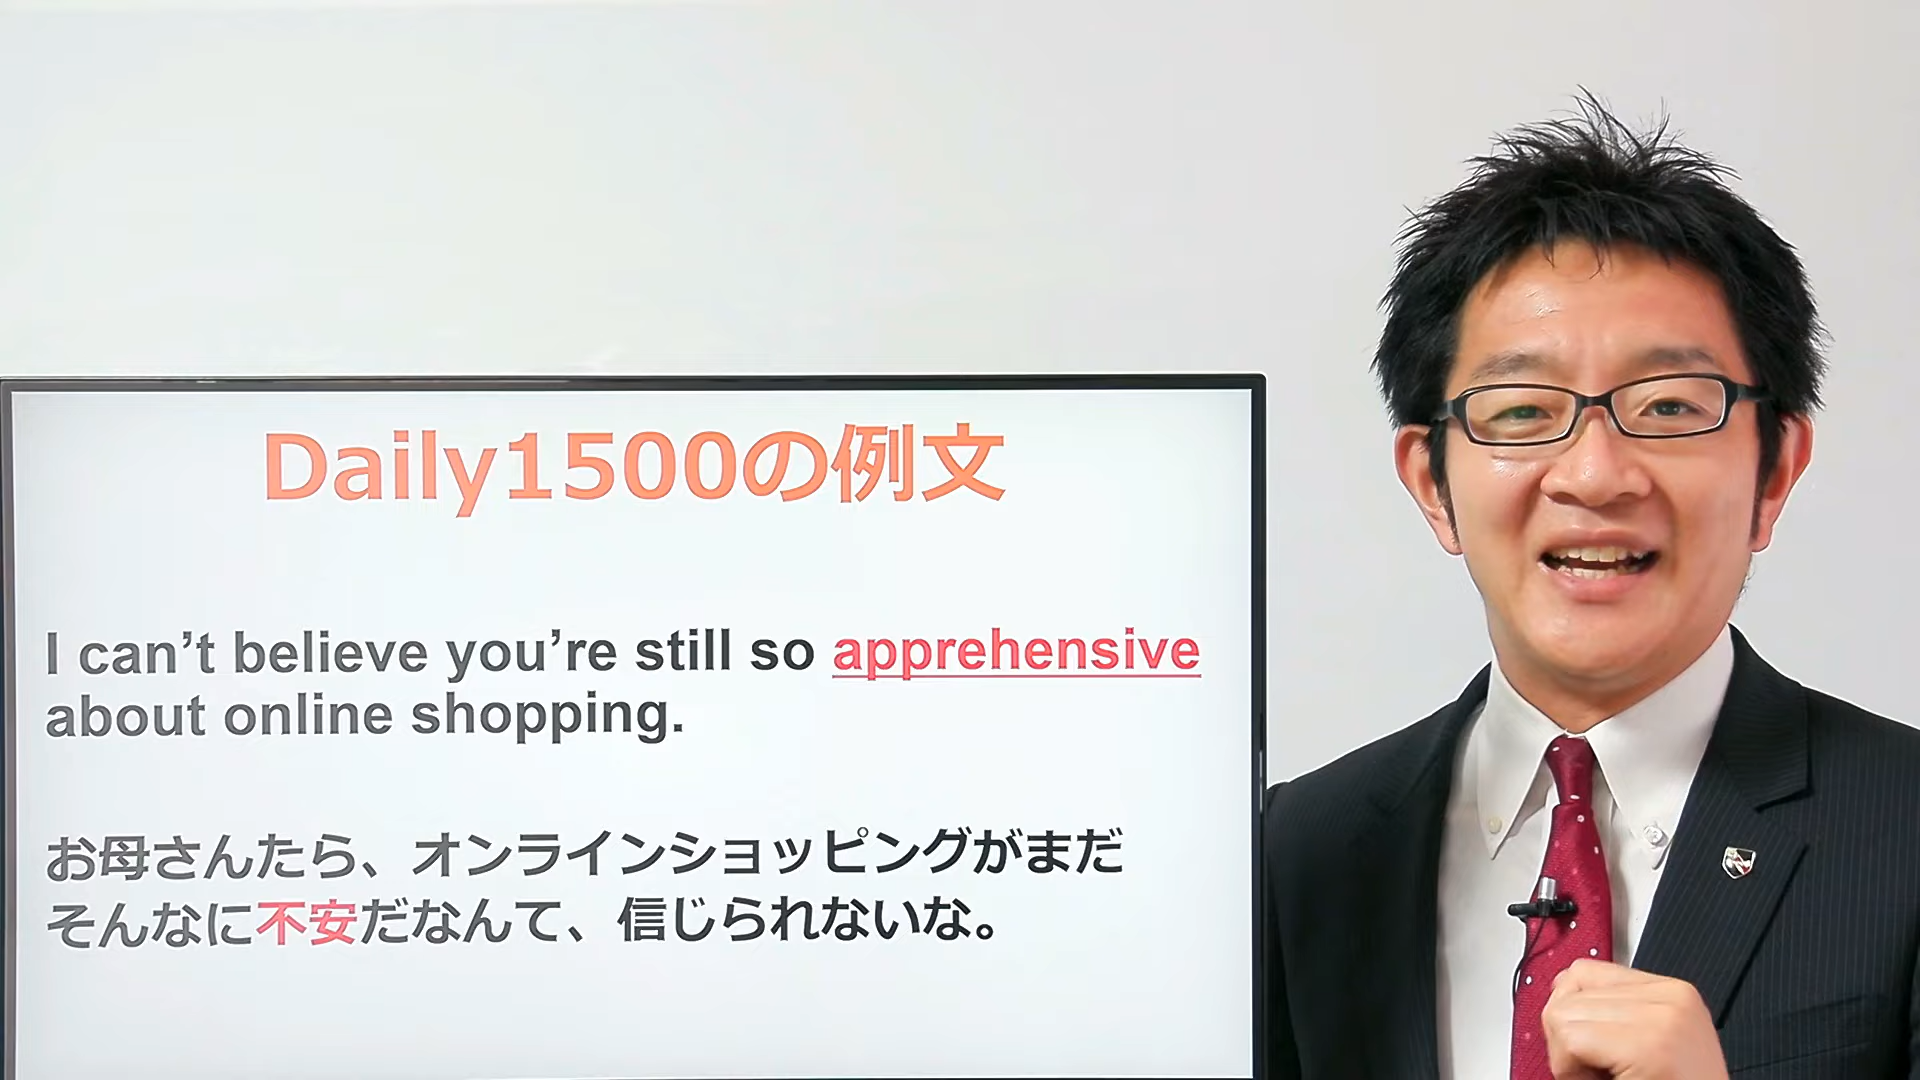 Daily1500の例文
I can’t believe you’re still so apprehensive
about online shopping.
お母さんたら、オンラインショッピングがまだ
そんなに不安だなんて、信じられないな。